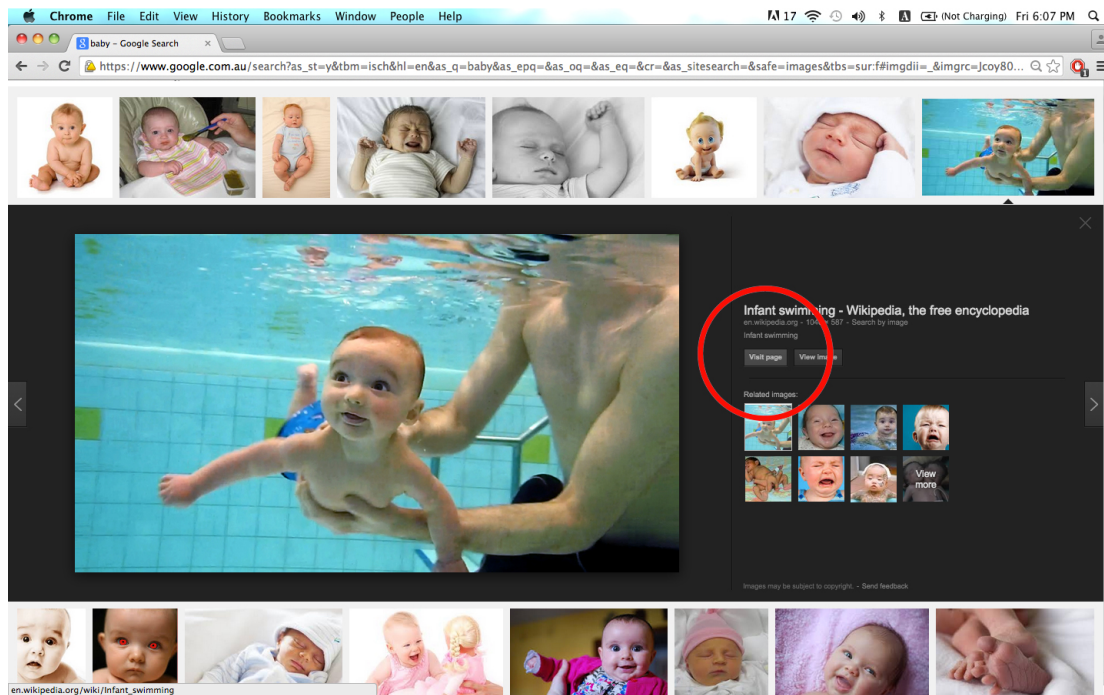 Chrome File Edit View History Bookmarks Window People Help 17 (Not Charging) Fri 6:07 PM
baby - Google Search
https://www.google.com.au/search?as_st=y&tbm=isch&hl=en&as_q=baby&as_epq=&as_oq=&as_eq=&cr=&as_sitesearch=&safe=images&tbs=sur:f#imgdii=_&imgrc=Jcoy80...
Infant swimming - Wikipedia, the free encyclopedia
en.wikipedia.org - 587 - Search by image
Infant swimming
Visit page View image
Related images:
View
more
Images may be subject to copyright. - Send feedback
en.wikipedia.org/wiki/Infant_swimming